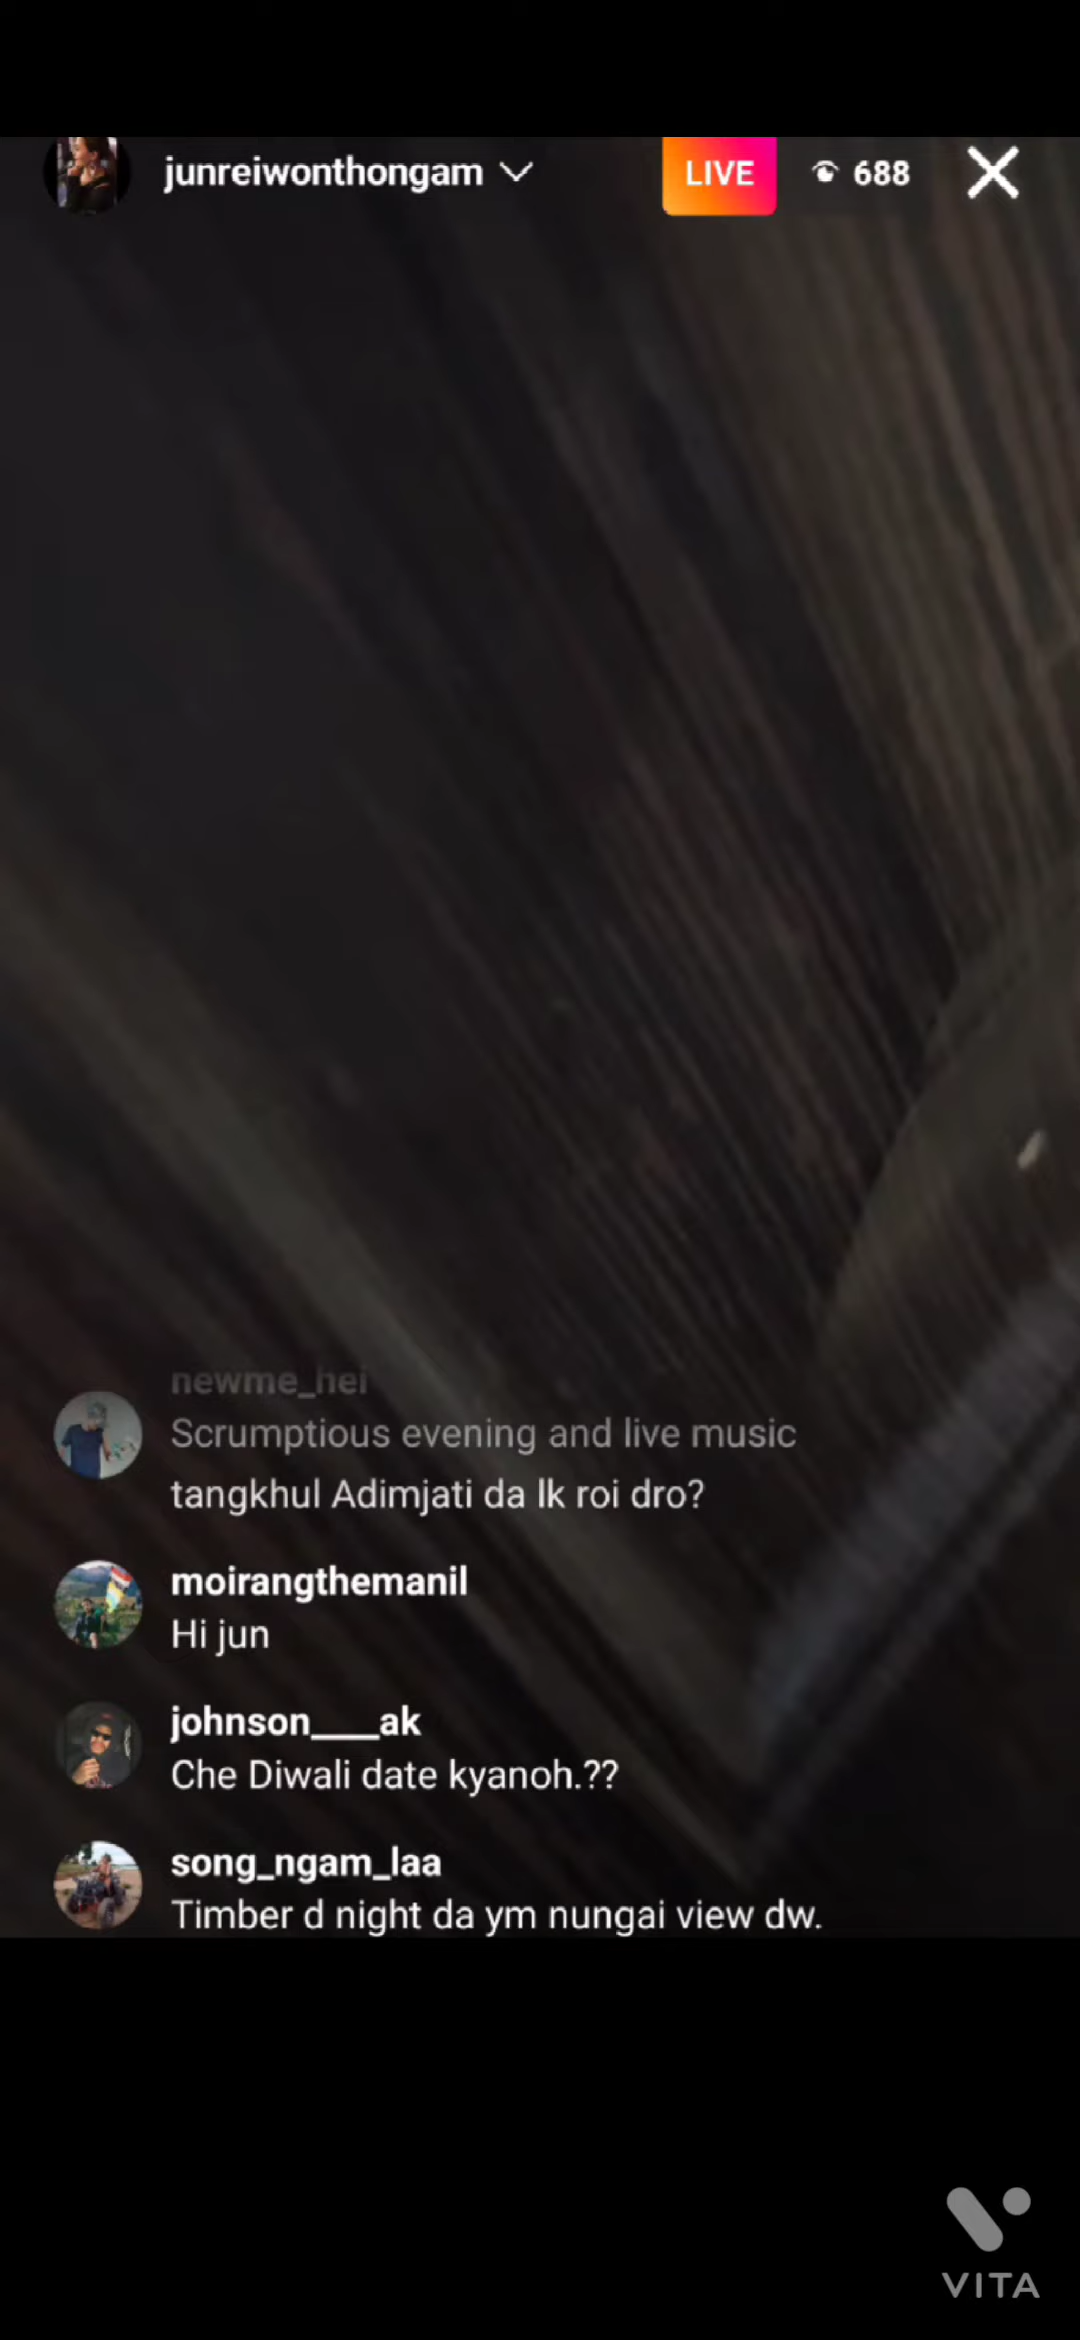 junreiwonthongam
LIVE
688
newme_hei
Scrumptious evening and live music
tangkhul Adimjati da lk roi dro?
moirangthemanil
Hi jun
johnson____ak
Che Diwali date kyanoh.??
song_ngam_laa
Timber d night da ym nungai view dw.
VITA